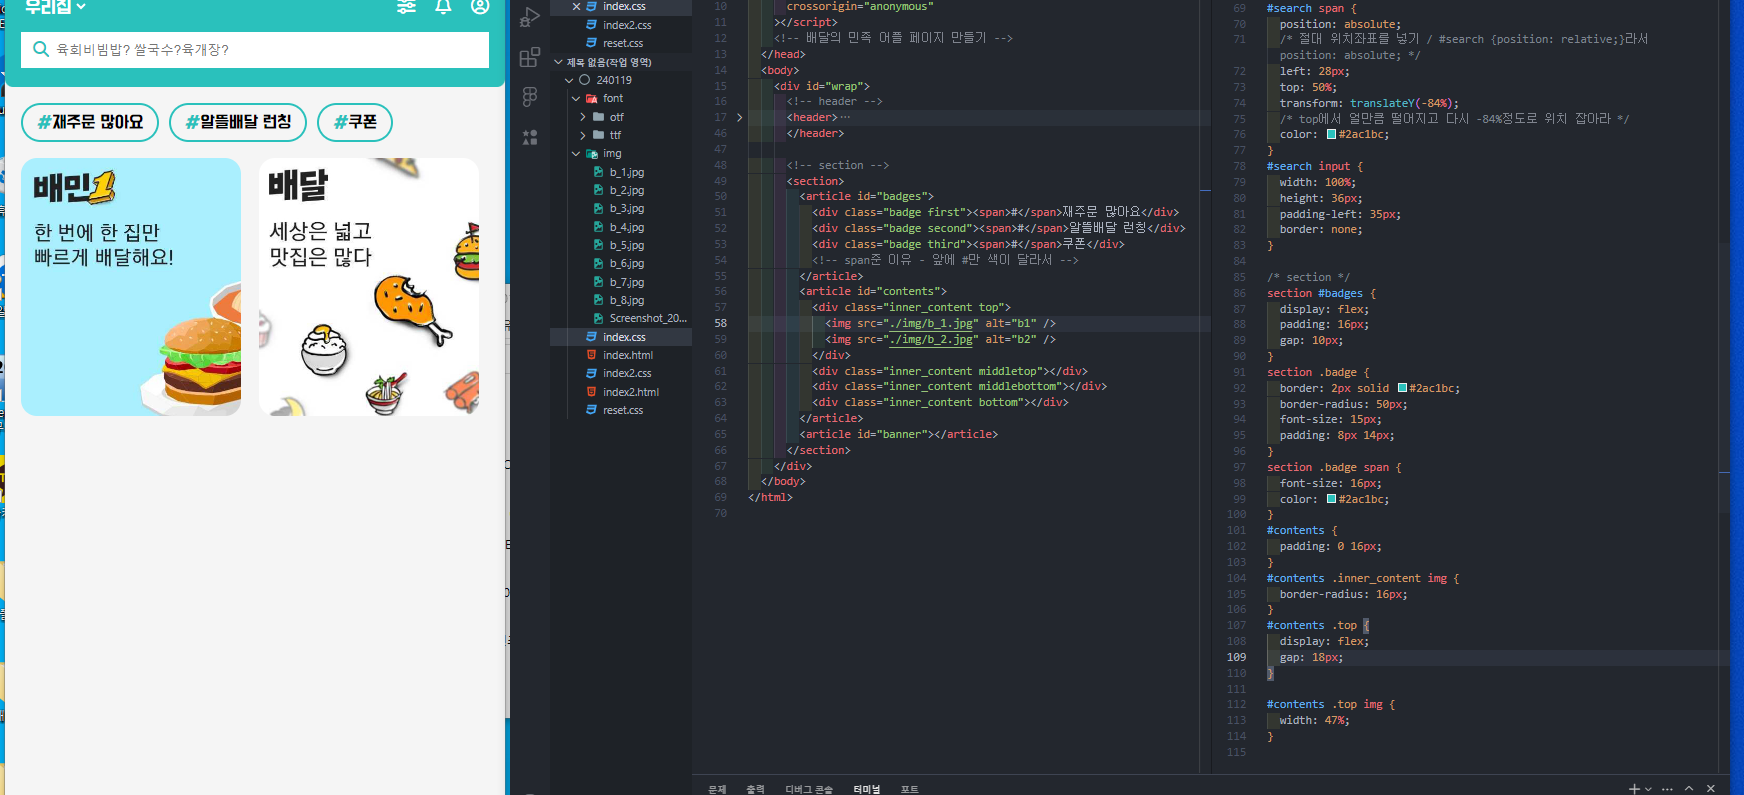 우리집
육회비빔밥? 쌀국수?육개장?
#재주문 많아요
#알뜰배달 런칭
#쿠폰
배민1
한 번에 한 집만
빠르게 배달해요!
배달
세상은 넓고
맛집은 많다
index.css
index2.css
reset.css
제목 없음(작업 영역)
240119
font
otf
ttf
img
b_1.jpg
b_2.jpg
b_3.jpg
b_4.jpg
b_5.jpg
b_6.jpg
b_7.jpg
b_8.jpg
Screenshot_20...
index.css
index.html
index2.css
index2.html
reset.css
10 crossorigin="anonymous"
11 ></script>
12 <!-- 배달의 민족 어플 페이지 만들기 -->
13 </head>
14 <body>
15 <div id="wrap">
16 <!-- header -->
17 <header>…
46 </header>
47
48 <!-- section -->
49 <section>
50 <article id="badges">
51 <div class="badge first"><span>#</span>재주문 많아요</div>
52 <div class="badge second"><span>#</span>알뜰배달 런칭</div>
53 <div class="badge third"><span>#</span>쿠폰</div>
54 <!-- span준 이유 - 앞에 #만 색이 달라서 -->
55 </article>
56 <article id="contents">
57 <div class="inner_content top">
58 <img src="./img/b_1.jpg" alt="b1" />
59 <img src="./img/b_2.jpg" alt="b2" />
60 </div>
61 <div class="inner_content middletop"></div>
62 <div class="inner_content middlebottom"></div>
63 <div class="inner_content bottom"></div>
64 </article>
65 <article id="banner"></article>
66 </section>
67 </div>
68 </body>
69 </html>
70
69 #search span {
70 position: absolute;
71 /* 절대 위치좌표를 넣기 / #search {position: relative;}라서
position: absolute; */
72 left: 28px;
73 top: 50%;
74 transform: translateY(-84%);
75 /* top에서 얼만큼 떨어지고 다시 -84%정도로 위치 잡아라 */
76 color: #2ac1bc;
77 }
78 #search input {
79 width: 100%;
80 height: 36px;
81 padding-left: 35px;
82 border: none;
83 }
84
85 /* section */
86 section #badges {
87 display: flex;
88 padding: 16px;
89 gap: 10px;
90 }
91 section .badge {
92 border: 2px solid #2ac1bc;
93 border-radius: 50px;
94 font-size: 15px;
95 padding: 8px 14px;
96 }
97 section .badge span {
98 font-size: 16px;
99 color: #2ac1bc;
100 }
101 #contents {
102 padding: 0 16px;
103 }
104 #contents .inner_content img {
105 border-radius: 16px;
106 }
107 #contents .top {
108 display: flex;
109 gap: 18px;
110 }
111
112 #contents .top img {
113 width: 47%;
114 }
115
문제 출력 디버그 콘솔 터미널 포트